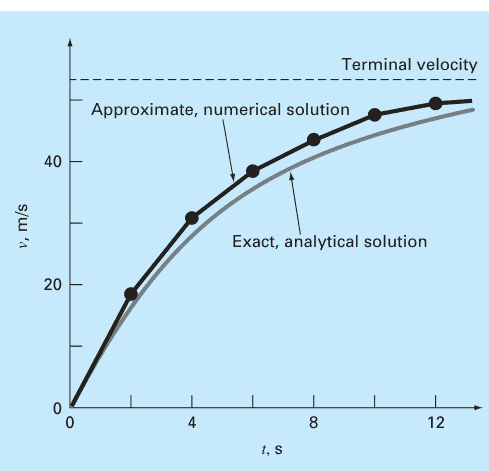 Terminal velocity
Approximate, numerical solution
40
v, m/s
Exact, analytical solution
20
0
0 4 8 12
t, s